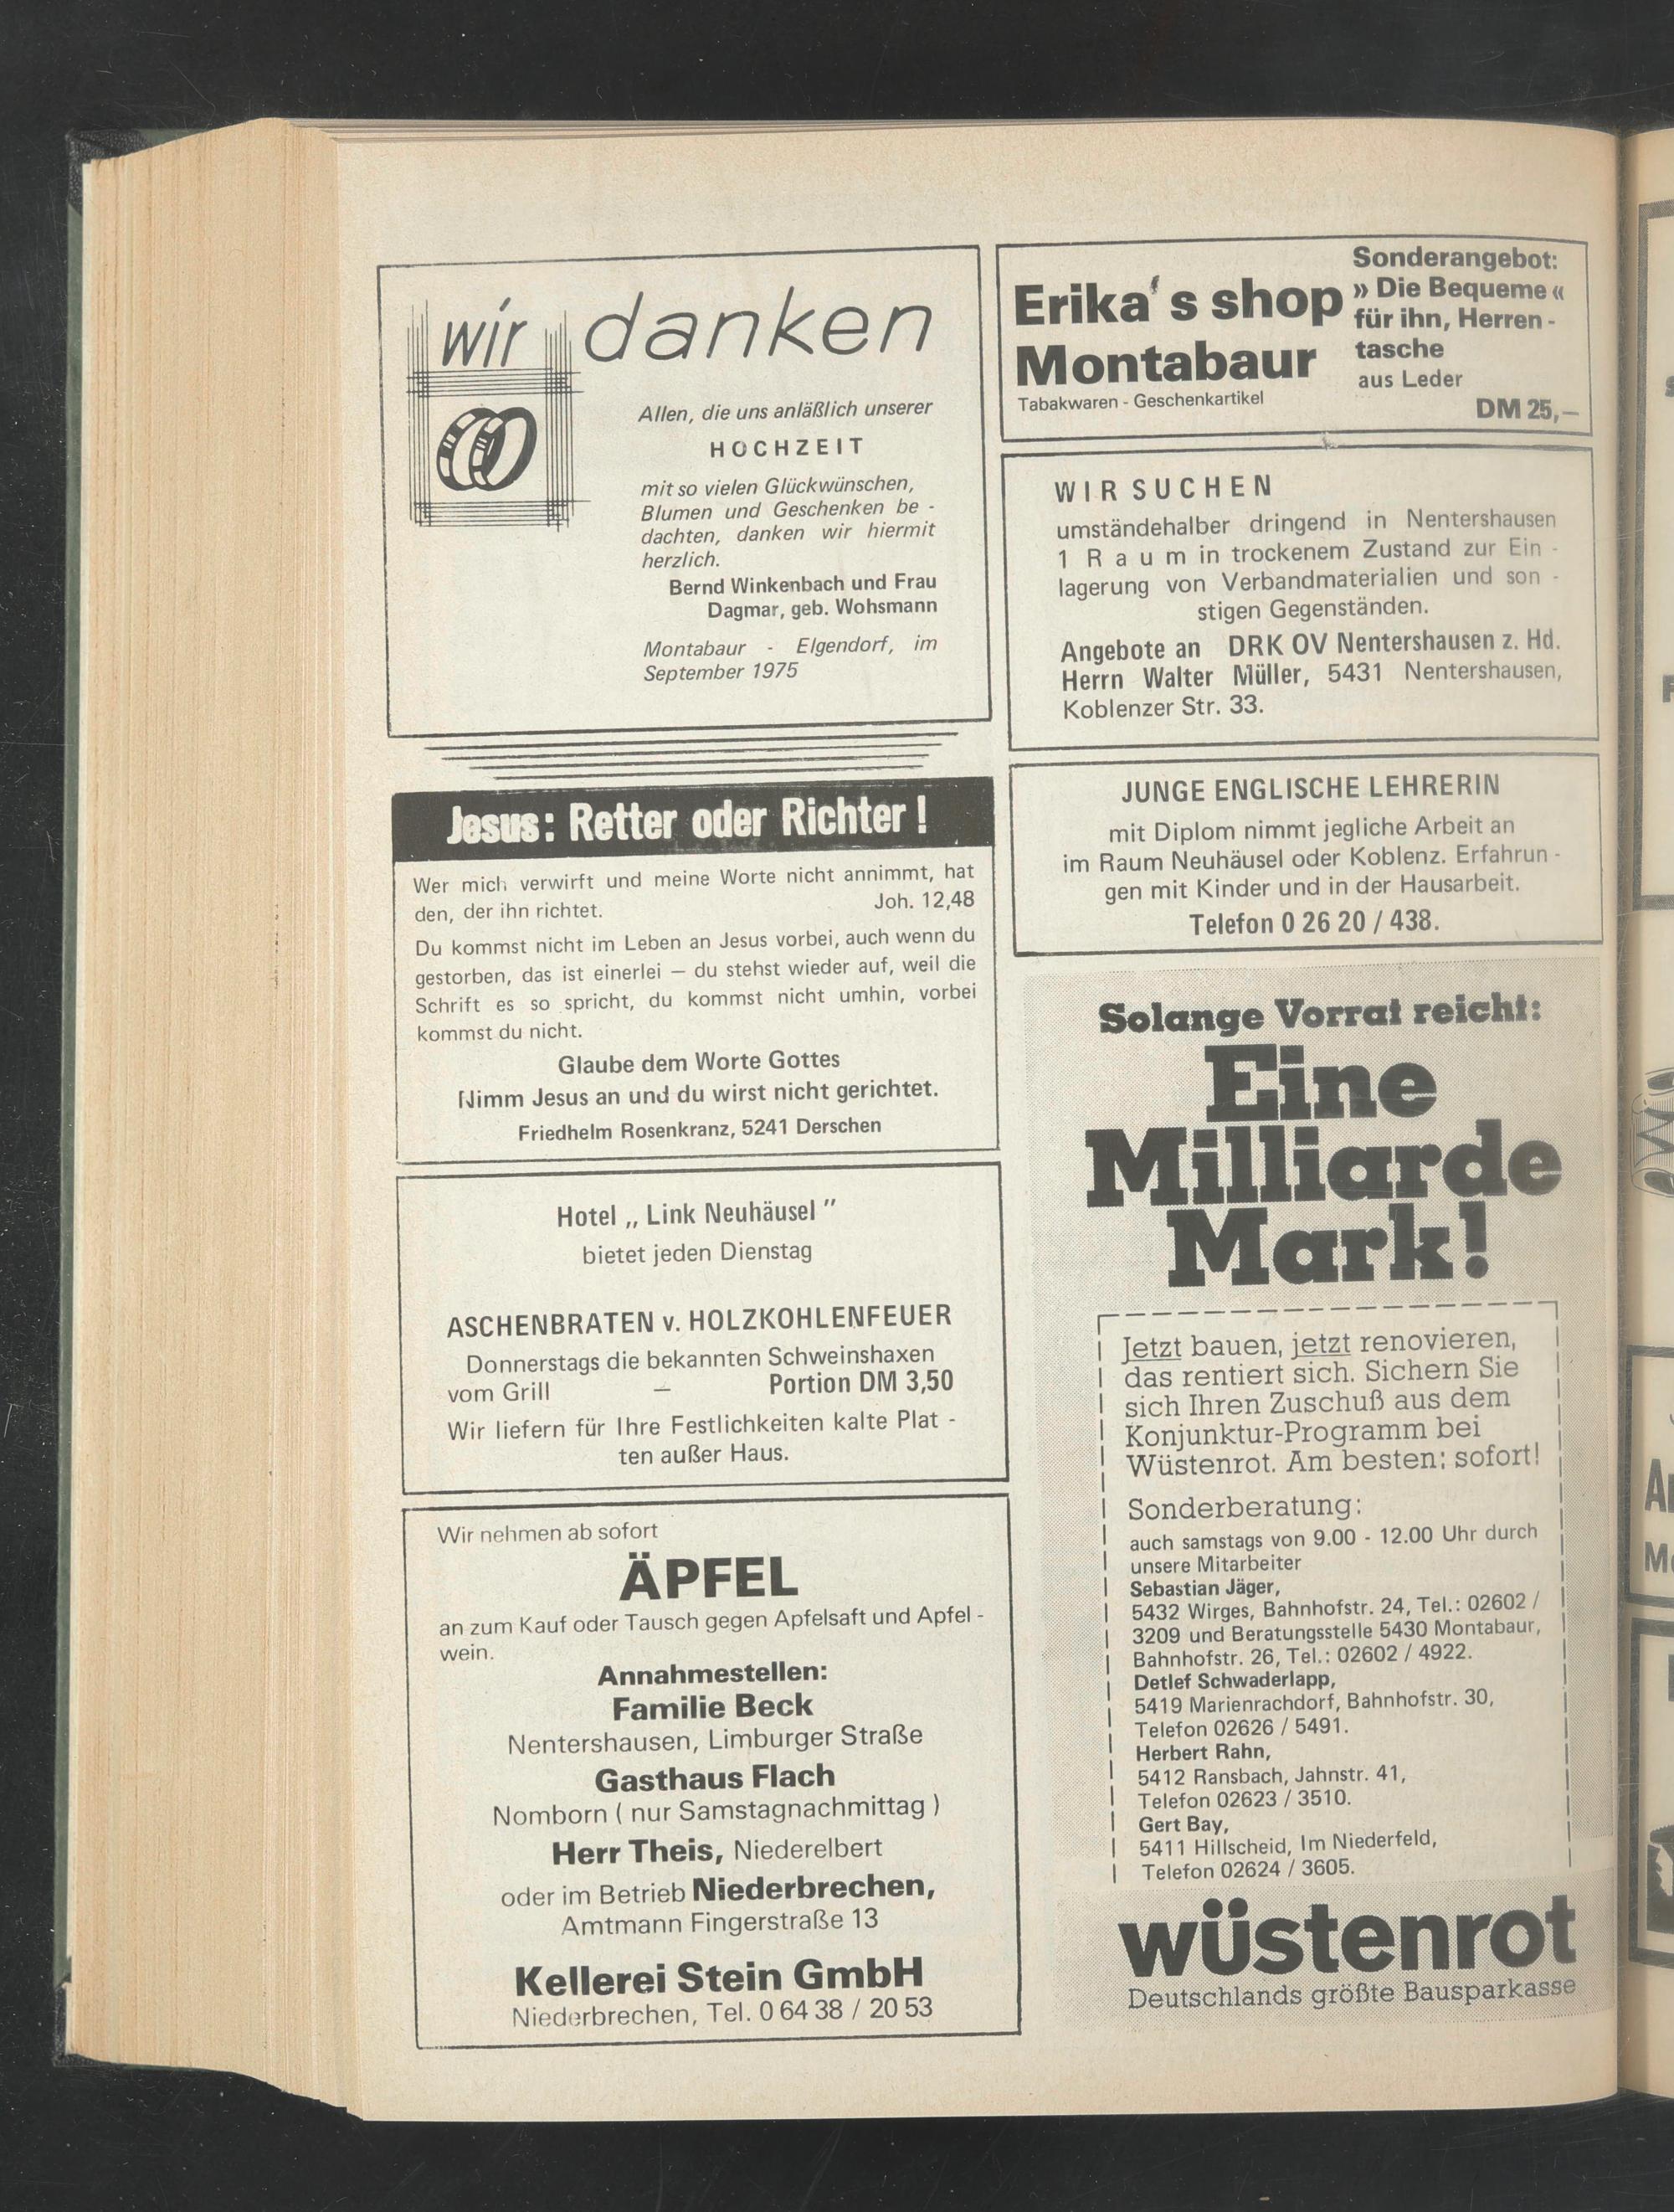 wir danken
Allen, die uns anläßlich unserer
HOCHZEIT
mit so vielen Glückwünschen,
Blumen und Geschenken be -
dachten, danken wir hiermit
herzlich.
Bernd Winkenbach und Frau
Dagmar, geb. Wohsmann
Montabaur - Elgendorf, im
September 1975
Jesus: Retter oder Richter !
Wer mich verwirft und meine Worte nicht annimmt, hat
den, der ihn richtet. Joh. 12,48
Du kommst nicht im Leben an Jesus vorbei, auch wenn du
gestorben, das ist einerlei — du stehst wieder auf, weil die
Schrift es so spricht, du kommst nicht umhin, vorbei
kommst du nicht.
Glaube dem Worte Gottes
Nimm Jesus an und du wirst nicht gerichtet.
Friedhelm Rosenkranz, 5241 Derschen
Hotel „ Link Neuhäusel ”
bietet jeden Dienstag
ASCHENBRATEN v. HOLZKOHLENFEUER
Donnerstags die bekannten Schweinshaxen
vom Grill — Portion DM 3,50
Wir liefern für Ihre Festlichkeiten kalte Plat -
ten außer Haus.
Wir nehmen ab sofort
ÄPFEL
an zum Kauf oder Tausch gegen Apfelsaft und Apfel -
wein.
Annahmestellen:
Familie Beck
Nentershausen, Limburger Straße
Gasthaus Flach
Nomborn ( nur Samstagnachmittag )
Herr Theis, Niederelbert
oder im Betrieb Niederbrechen,
Amtmann Fingerstraße 13
Kellerei Stein GmbH
Niederbrechen, Tel. 0 64 38 / 20 53
Erika's shop
Montabaur
Tabakwaren - Geschenkartikel
Sonderangebot:
» Die Bequeme «
für ihn, Herren -
tasche
aus Leder
DM 25,—
WIR SUCHEN
umständehalber dringend in Nentershausen
1 R a u m in trockenem Zustand zur Ein -
lagerung von Verbandmaterialien und son -
stigen Gegenständen.
Angebote an DRK OV Nentershausen z. Hd.
Herrn Walter Müller, 5431 Nentershausen,
Koblenzer Str. 33.
JUNGE ENGLISCHE LEHRERIN
mit Diplom nimmt jegliche Arbeit an
im Raum Neuhäusel oder Koblenz. Erfahrun -
gen mit Kinder und in der Hausarbeit.
Telefon 0 26 20 / 438.
Solange Vorrat reicht:
Eine
Milliarde
Mark!
Jetzt bauen, jetzt renovieren,
das rentiert sich. Sichern Sie
sich Ihren Zuschuß aus dem
Konjunktur-Programm bei
Wüstenrot. Am besten: sofort!
Sonderberatung:
auch samstags von 9.00 - 12.00 Uhr durch
unsere Mitarbeiter
Sebastian Jäger,
5432 Wirges, Bahnhofstr. 24, Tel.: 02602 /
3209 und Beratungsstelle 5430 Montabaur,
Bahnhofstr. 26, Tel.: 02602 / 4922.
Detlef Schwaderlapp,
5419 Marienrachdorf, Bahnhofstr. 30,
Telefon 02626 / 5491.
Herbert Rahn,
5412 Ransbach, Jahnstr. 41,
Telefon 02623 / 3510.
Gert Bay,
5411 Hillscheid, Im Niederfeld,
Telefon 02624 / 3605.
wüstenrot
Deutschlands größte Bausparkasse